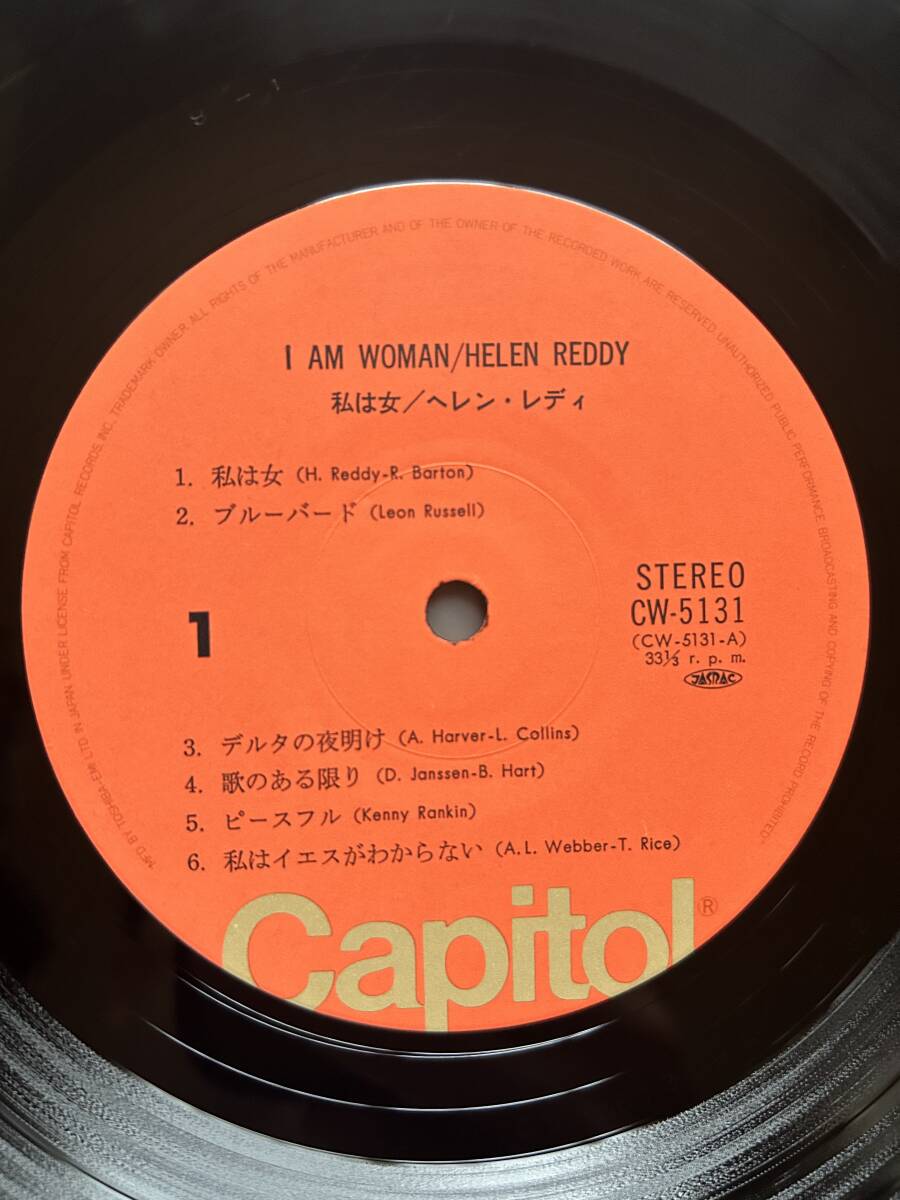 I AM WOMAN/HELEN REDDY
私は女/ヘレン・レディ
1. 私は女 (H. Reddy-R. Barton)
2. ブルーバード (Leon Russell)
1
STEREO
CW-5131
(CW-5131-A)
33⅓ r. p. m.
JASRAC
3. デルタの夜明け (A. Harver-L. Collins)
4. 歌のある限り (D. Janssen-B. Hart)
5. ピースフル (Kenny Rankin)
6. 私はイエスがわからない (A.L. Webber-T. Rice)
Capitol®
"MF'D BY TOSHIBA-EMI LTD IN JAPAN UNDER LICENSE FROM CAPITOL RECORDS, INC., TRADEMARK OWNER. ALL RIGHTS OF THE MANUFACTURER AND OF THE OWNER OF THE RECORDED WORK ARE RESERVED. UNAUTHORIZED PUBLIC PERFORMANCE, BROADCASTING AND COPYING OF THE RECORD PROHIBITED"